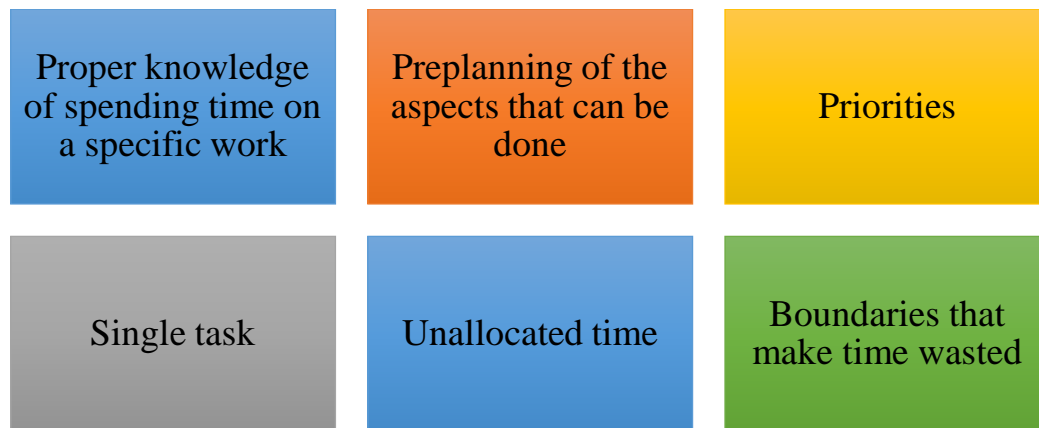 Proper knowledge
of spending time on
a specific work
Preplanning of the
aspects that can be
done
Priorities
Single task
Unallocated time
Boundaries that
make time wasted